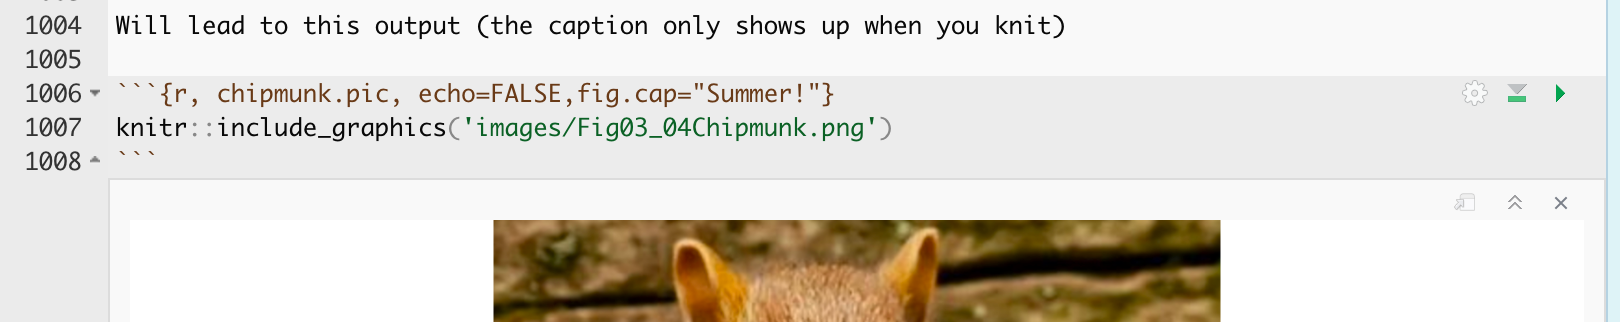 1004 Will lead to this output (the caption only shows up when you knit)
1005
1006 ```{r, chipmunk.pic, echo=FALSE,fig.cap="Summer!"}
1007 knitr::include_graphics('images/Fig03_04Chipmunk.png')
1008 ```